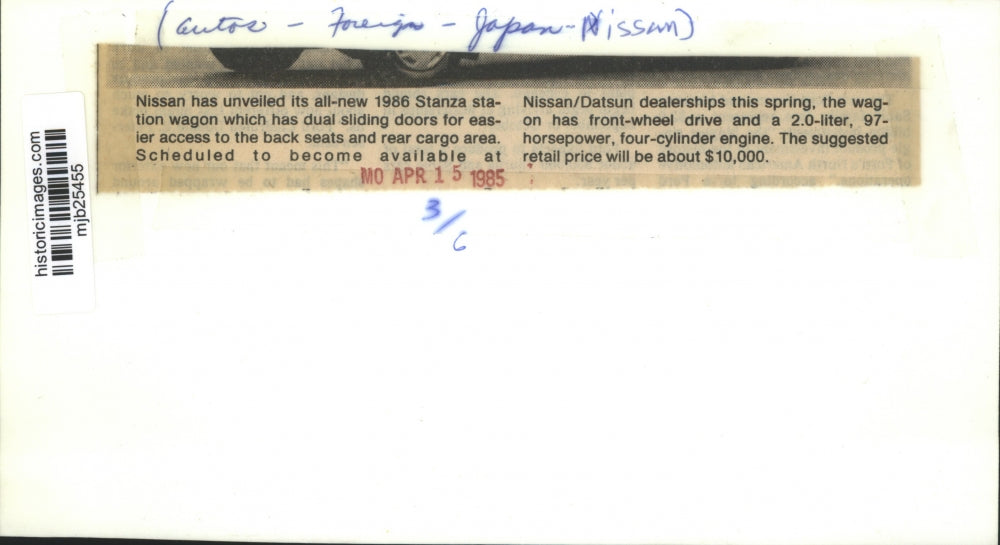 (autos - Foreign - Japan - Nissan)
Nissan has unveiled its all-new 1986 Stanza sta-
tion wagon which has dual sliding doors for eas-
ier access to the back seats and rear cargo area.
Scheduled to become available at
Nissan/Datsun dealerships this spring, the wag-
on has front-wheel drive and a 2.0-liter, 97-
horsepower, four-cylinder engine. The suggested
retail price will be about $10,000.
MO APR 15 1985
3/6
historicimages.com
mjb25455